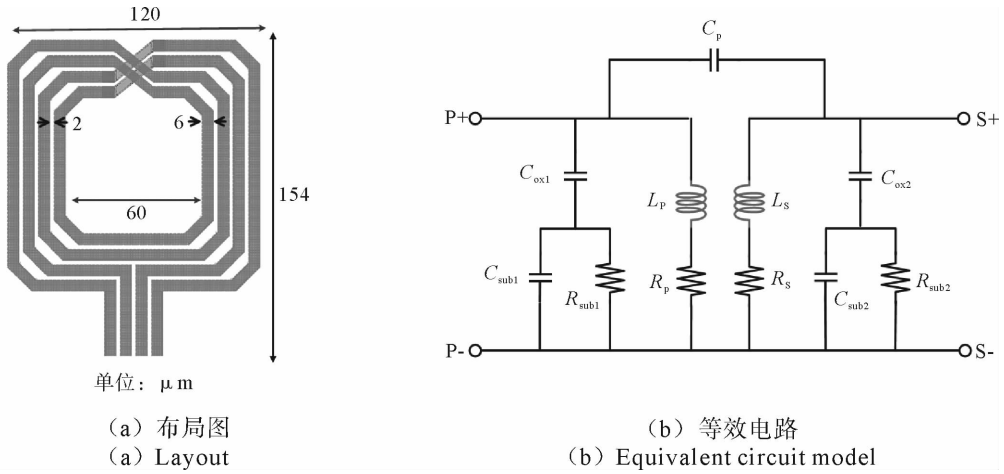 120
2
6
60
154
单位：μm
（a）布局图
（a）Layout
C_p
P+
S+
C_ox1
C_ox2
L_P
L_S
C_sub1
R_sub1
R_p
R_S
C_sub2
R_sub2
P-
S-
（b）等效电路
（b）Equivalent circuit model